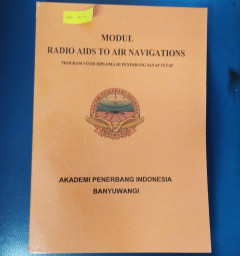 MODUL
RADIO AIDS TO AIR NAVIGATIONS
PROGRAM STUDI DIPLOMA III PENERBANG SAYAP TETAP
AKADEMI PENERBANG INDONESIA
BANYUWANGI